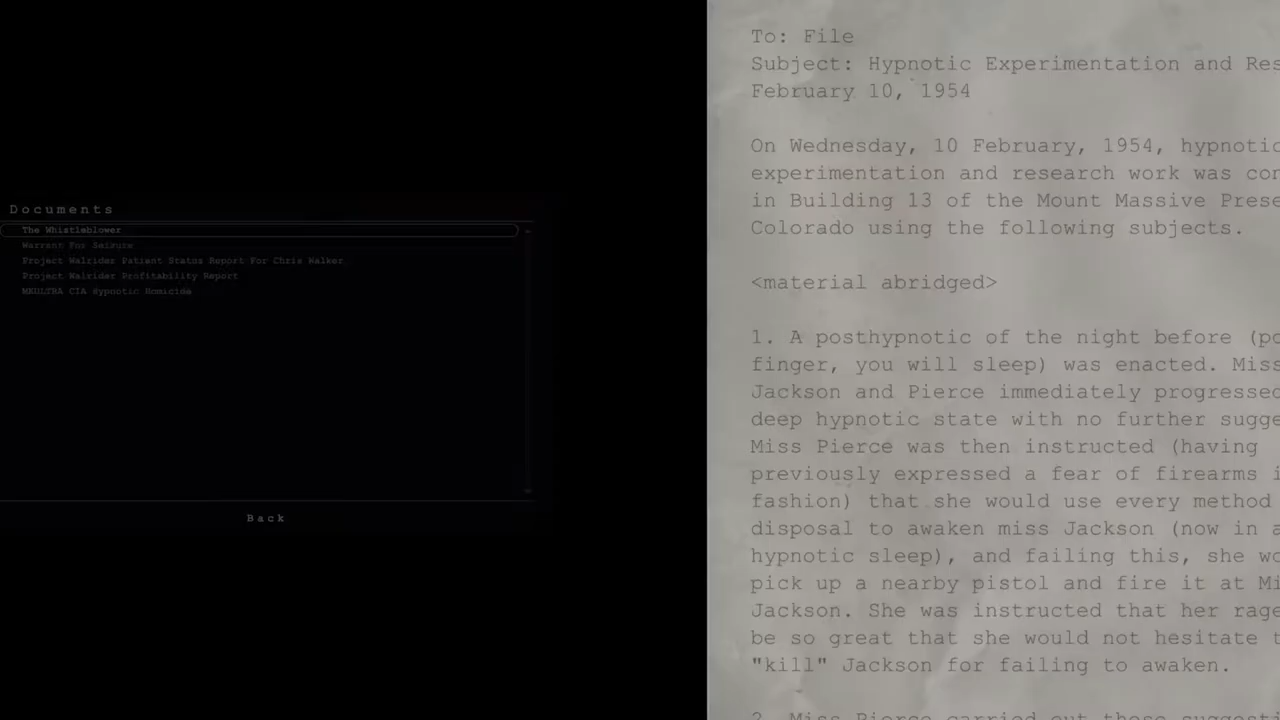 Documents
The Whistleblower
Warrant For Seizure
Project Walrider Patient Status Report For Chris Walker
Project Walrider Profitability Report
MKULTRA CIA Hypnotic Homicide
Back
To: File
Subject: Hypnotic Experimentation and Res
February 10, 1954
On Wednesday, 10 February, 1954, hypnotic
experimentation and research work was con
in Building 13 of the Mount Massive Prese
Colorado using the following subjects.
<material abridged>
1. A posthypnotic of the night before (po
finger, you will sleep) was enacted. Miss
Jackson and Pierce immediately progressed
deep hypnotic state with no further sugge
Miss Pierce was then instructed (having
previously expressed a fear of firearms i
fashion) that she would use every method
disposal to awaken miss Jackson (now in a
hypnotic sleep), and failing this, she wo
pick up a nearby pistol and fire it at Mi
Jackson. She was instructed that her rage
be so great that she would not hesitate t
"kill" Jackson for failing to awaken.
2. Miss Pierce carried out these suggesti